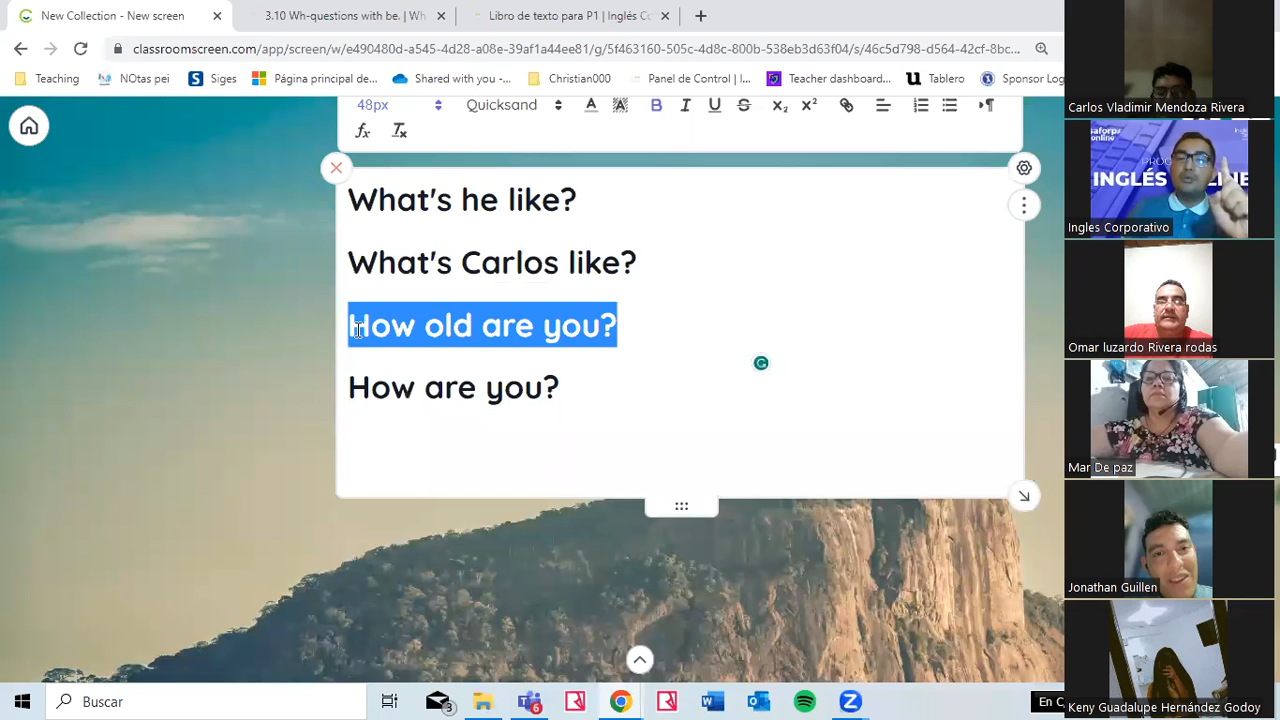 New Collection - New screen
3.10 Wh-questions with be. | Wh
Libro de texto para P1 | Inglés Co
classroomscreen.com/app/screen/w/e490480d-a545-4d28-a08e-39af1a44ee81/g/5f463160-505c-4d8c-800b-538eb3d63f04/s/46c5d798-d564-42cf-8bc...
Teaching
NOtas pei
Siges
Página principal de...
Shared with you -...
Christian000
Panel de Control | I...
Teacher dashboard...
Tablero
Sponsor Log
48px
Quicksand
What's he like?
What's Carlos like?
How old are you?
How are you?
Buscar
3
6
En C
Carlos Vladimir Mendoza Rivera
INGLÉS
Ingles Corporativo
Omar luzardo Rivera rodas
Mar De paz
Jonathan Guillen
Keny Guadalupe Hernández Godoy